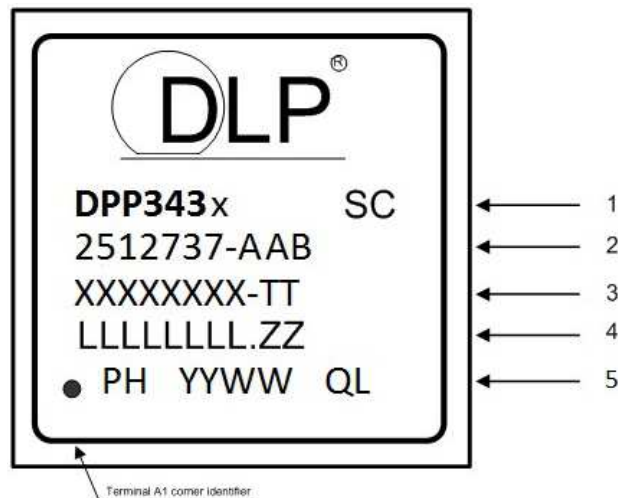 DLP®
DPP343x SC 1
2512737-AAB 2
XXXXXXXX-TT 3
LLLLLLLL.ZZ 4
PH YYWW QL 5
Terminal A1 corner identifier